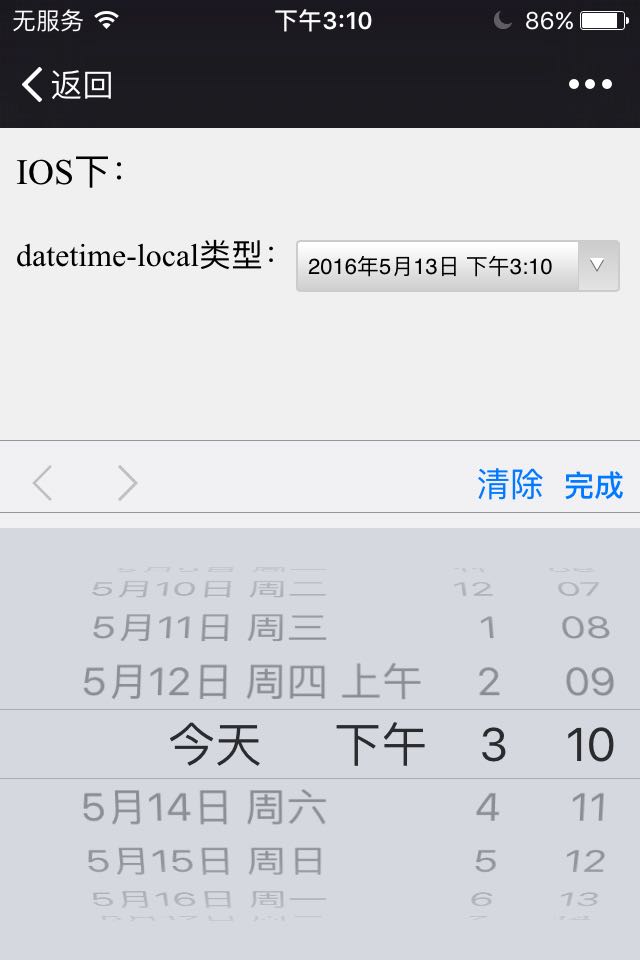 无服务 下午3:10 86%
返回
IOS下：
datetime-local类型： 2016年5月13日 下午3:10
清除 完成
5月10日 周二 12 07
5月11日 周三 1 08
5月12日 周四 上午 2 09
今天 下午 3 10
5月14日 周六 4 11
5月15日 周日 5 12
5月16日 周一 6 13